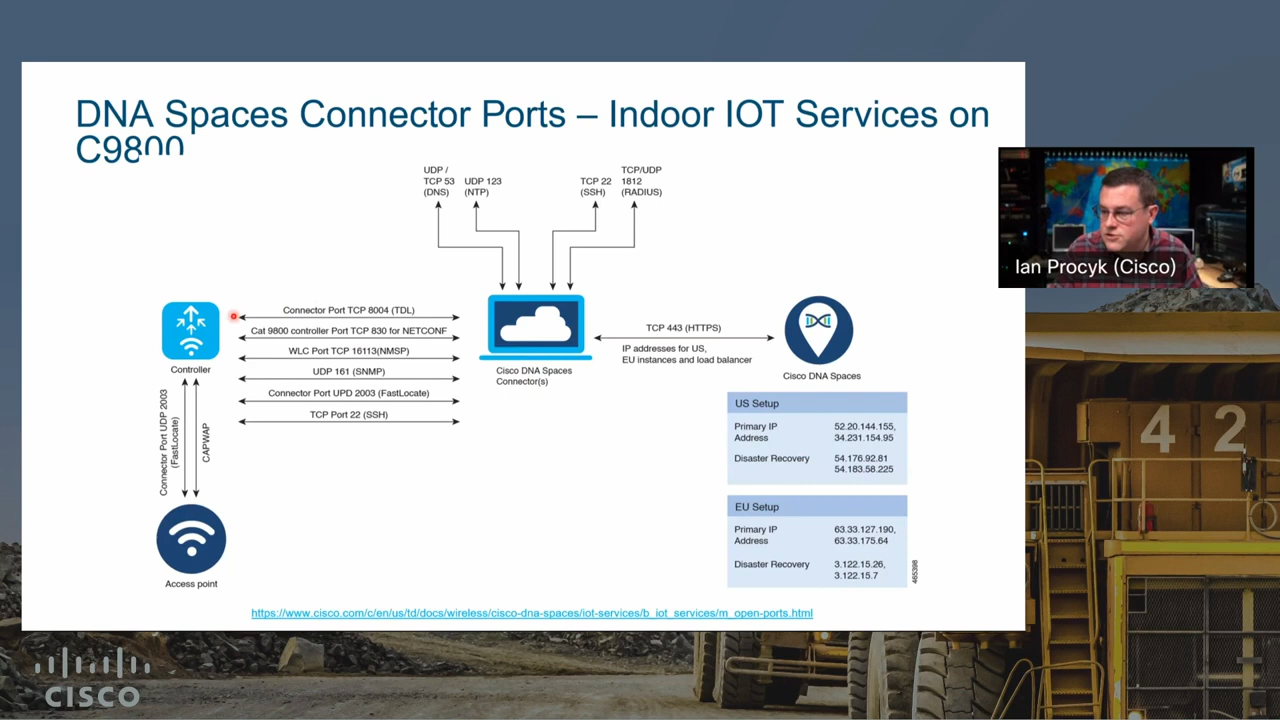 DNA Spaces Connector Ports – Indoor IOT Services on
C9800
UDP /
TCP 53
(DNS)
UDP 123
(NTP)
TCP 22
(SSH)
TCP/UDP
1812
(RADIUS)
Connector Port TCP 8004 (TDL)
Cat 9800 controller Port TCP 830 for NETCONF
WLC Port TCP 16113(NMSP)
UDP 161 (SNMP)
Connector Port UPD 2003 (FastLocate)
TCP Port 22 (SSH)
Controller
Connector Port UDP 2003
(FastLocate)
CAPWAP
Access point
Cisco DNA Spaces
Connector(s)
TCP 443 (HTTPS)
IP addresses for US,
EU instances and load balancer
Cisco DNA Spaces
US Setup
Primary IP 52.20.144.155,
Address 34.231.154.95
Disaster Recovery 54.176.92.81
54.183.58.225
EU Setup
Primary IP 63.33.127.190,
Address 63.33.175.64
Disaster Recovery 3.122.15.26,
3.122.15.7
465398
https://www.cisco.com/c/en/us/td/docs/wireless/cisco-dna-spaces/iot-services/b_iot_services/m_open-ports.html
Ian Procyk (Cisco)
42
CISCO